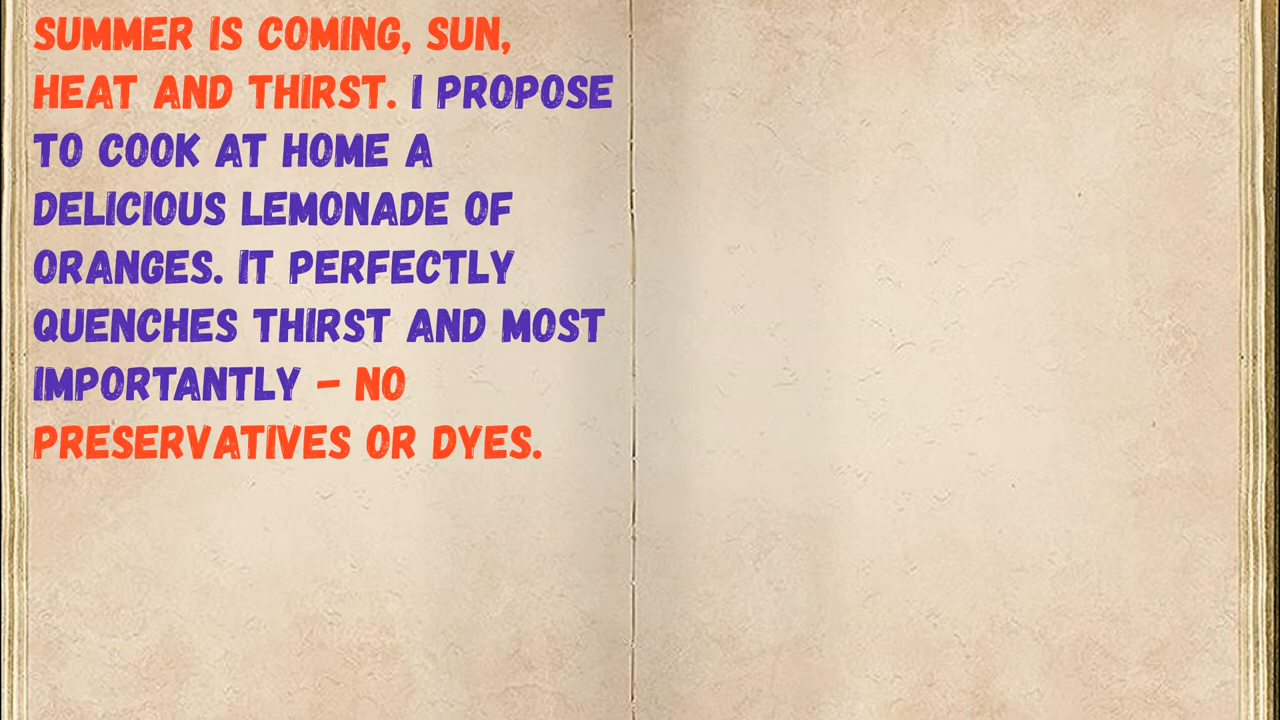 SUMMER IS COMING, SUN,
HEAT AND THIRST. I PROPOSE
TO COOK AT HOME A
DELICIOUS LEMONADE OF
ORANGES. IT PERFECTLY
QUENCHES THIRST AND MOST
IMPORTANTLY – NO
PRESERVATIVES OR DYES.